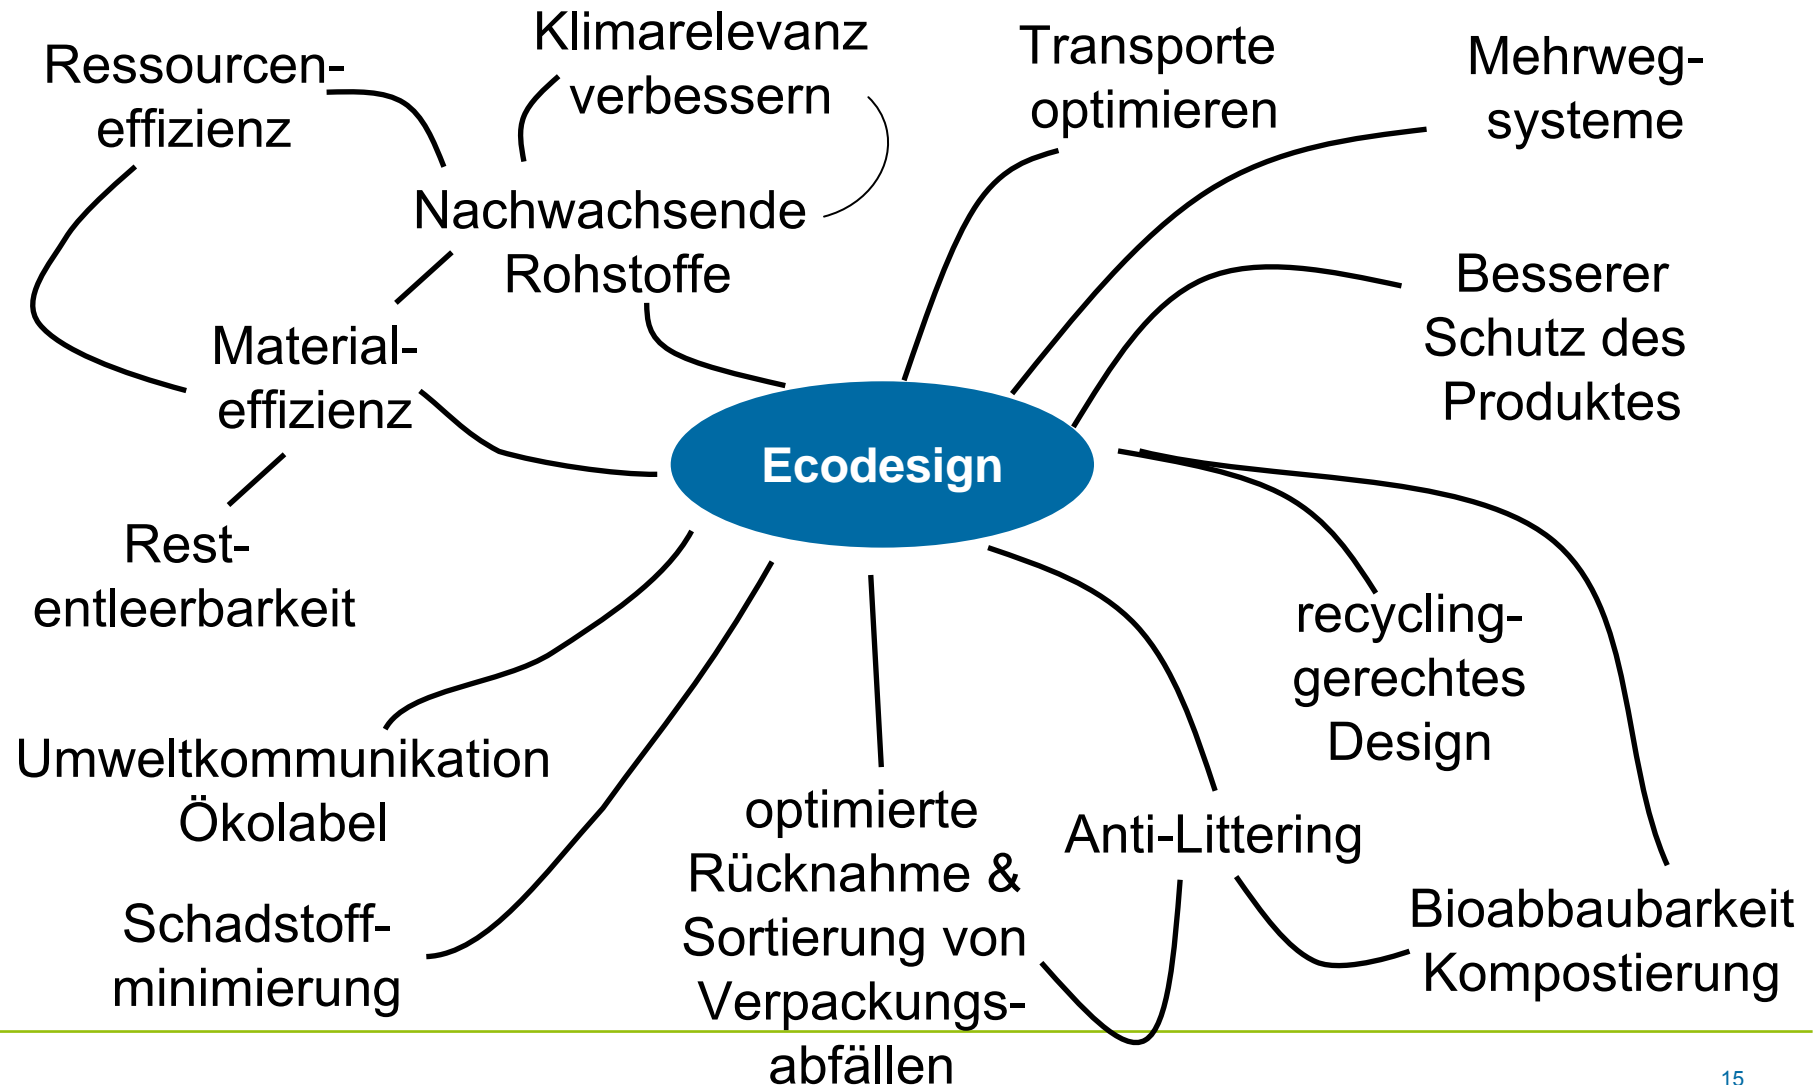 Ressourcen-
effizienz
Klimarelevanz
verbessern
Transporte
optimieren
Mehrweg-
systeme
Nachwachsende
Rohstoffe
Besserer
Schutz des
Produktes
Material-
effizienz
Ecodesign
Rest-
entleerbarkeit
recycling-
gerechtes
Design
Umweltkommunikation
Ökolabel
optimierte
Rücknahme &
Sortierung von
Verpackungs-
abfällen
Anti-Littering
Bioabbaubarkeit
Kompostierung
Schadstoff-
minimierung
15